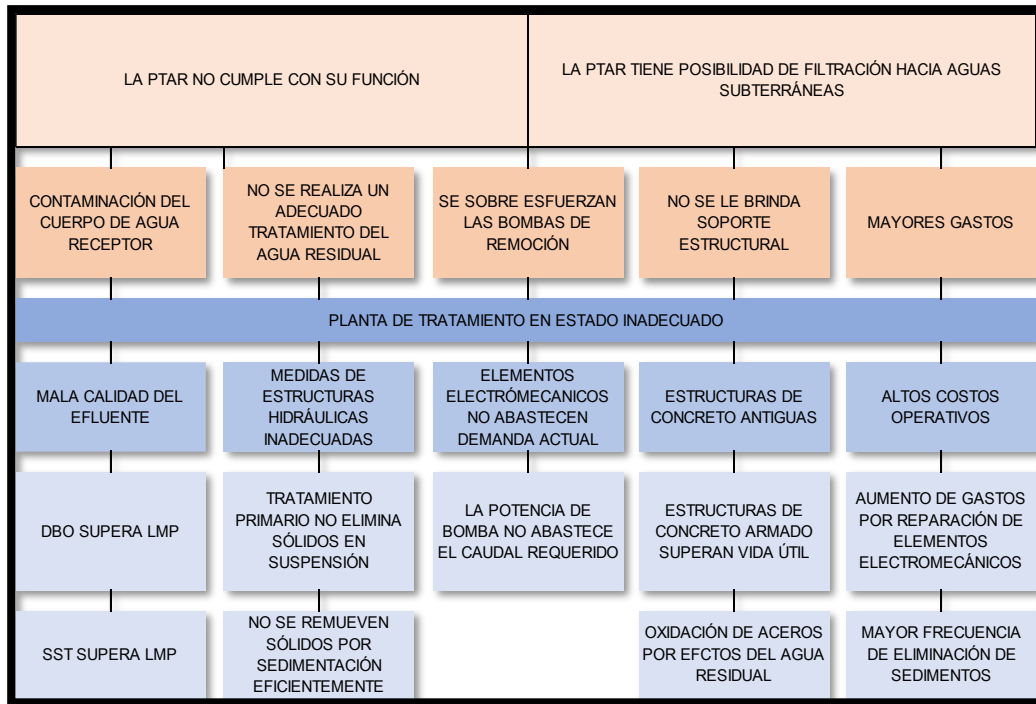 LA PTAR NO CUMPLE CON SU FUNCIÓN
LA PTAR TIENE POSIBILIDAD DE FILTRACIÓN HACIA AGUAS
SUBTERRÁNEAS
CONTAMINACIÓN DEL
CUERPO DE AGUA
RECEPTOR
NO SE REALIZA UN
ADECUADO
TRATAMIENTO DEL
AGUA RESIDUAL
SE SOBRE ESFUERZAN
LAS BOMBAS DE
REMOCIÓN
NO SE LE BRINDA
SOPORTE
ESTRUCTURAL
MAYORES GASTOS
PLANTA DE TRATAMIENTO EN ESTADO INADECUADO
MALA CALIDAD DEL
EFLUENTE
MEDIDAS DE
ESTRUCTURAS
HIDRÁULICAS
INADECUADAS
ELEMENTOS
ELECTRÓMECANICOS
NO ABASTECEN
DEMANDA ACTUAL
ESTRUCTURAS DE
CONCRETO ANTIGUAS
ALTOS COSTOS
OPERATIVOS
DBO SUPERA LMP
TRATAMIENTO
PRIMARIO NO ELIMINA
SÓLIDOS EN
SUSPENSIÓN
LA POTENCIA DE
BOMBA NO ABASTECE
EL CAUDAL REQUERIDO
ESTRUCTURAS DE
CONCRETO ARMADO
SUPERAN VIDA ÚTIL
AUMENTO DE GASTOS
POR REPARACIÓN DE
ELEMENTOS
ELECTROMECÁNICOS
SST SUPERA LMP
NO SE REMUEVEN
SÓLIDOS POR
SEDIMENTACIÓN
EFICIENTEMENTE
OXIDACIÓN DE ACEROS
POR EFCTOS DEL AGUA
RESIDUAL
MAYOR FRECUENCIA
DE ELIMINACIÓN DE
SEDIMENTOS